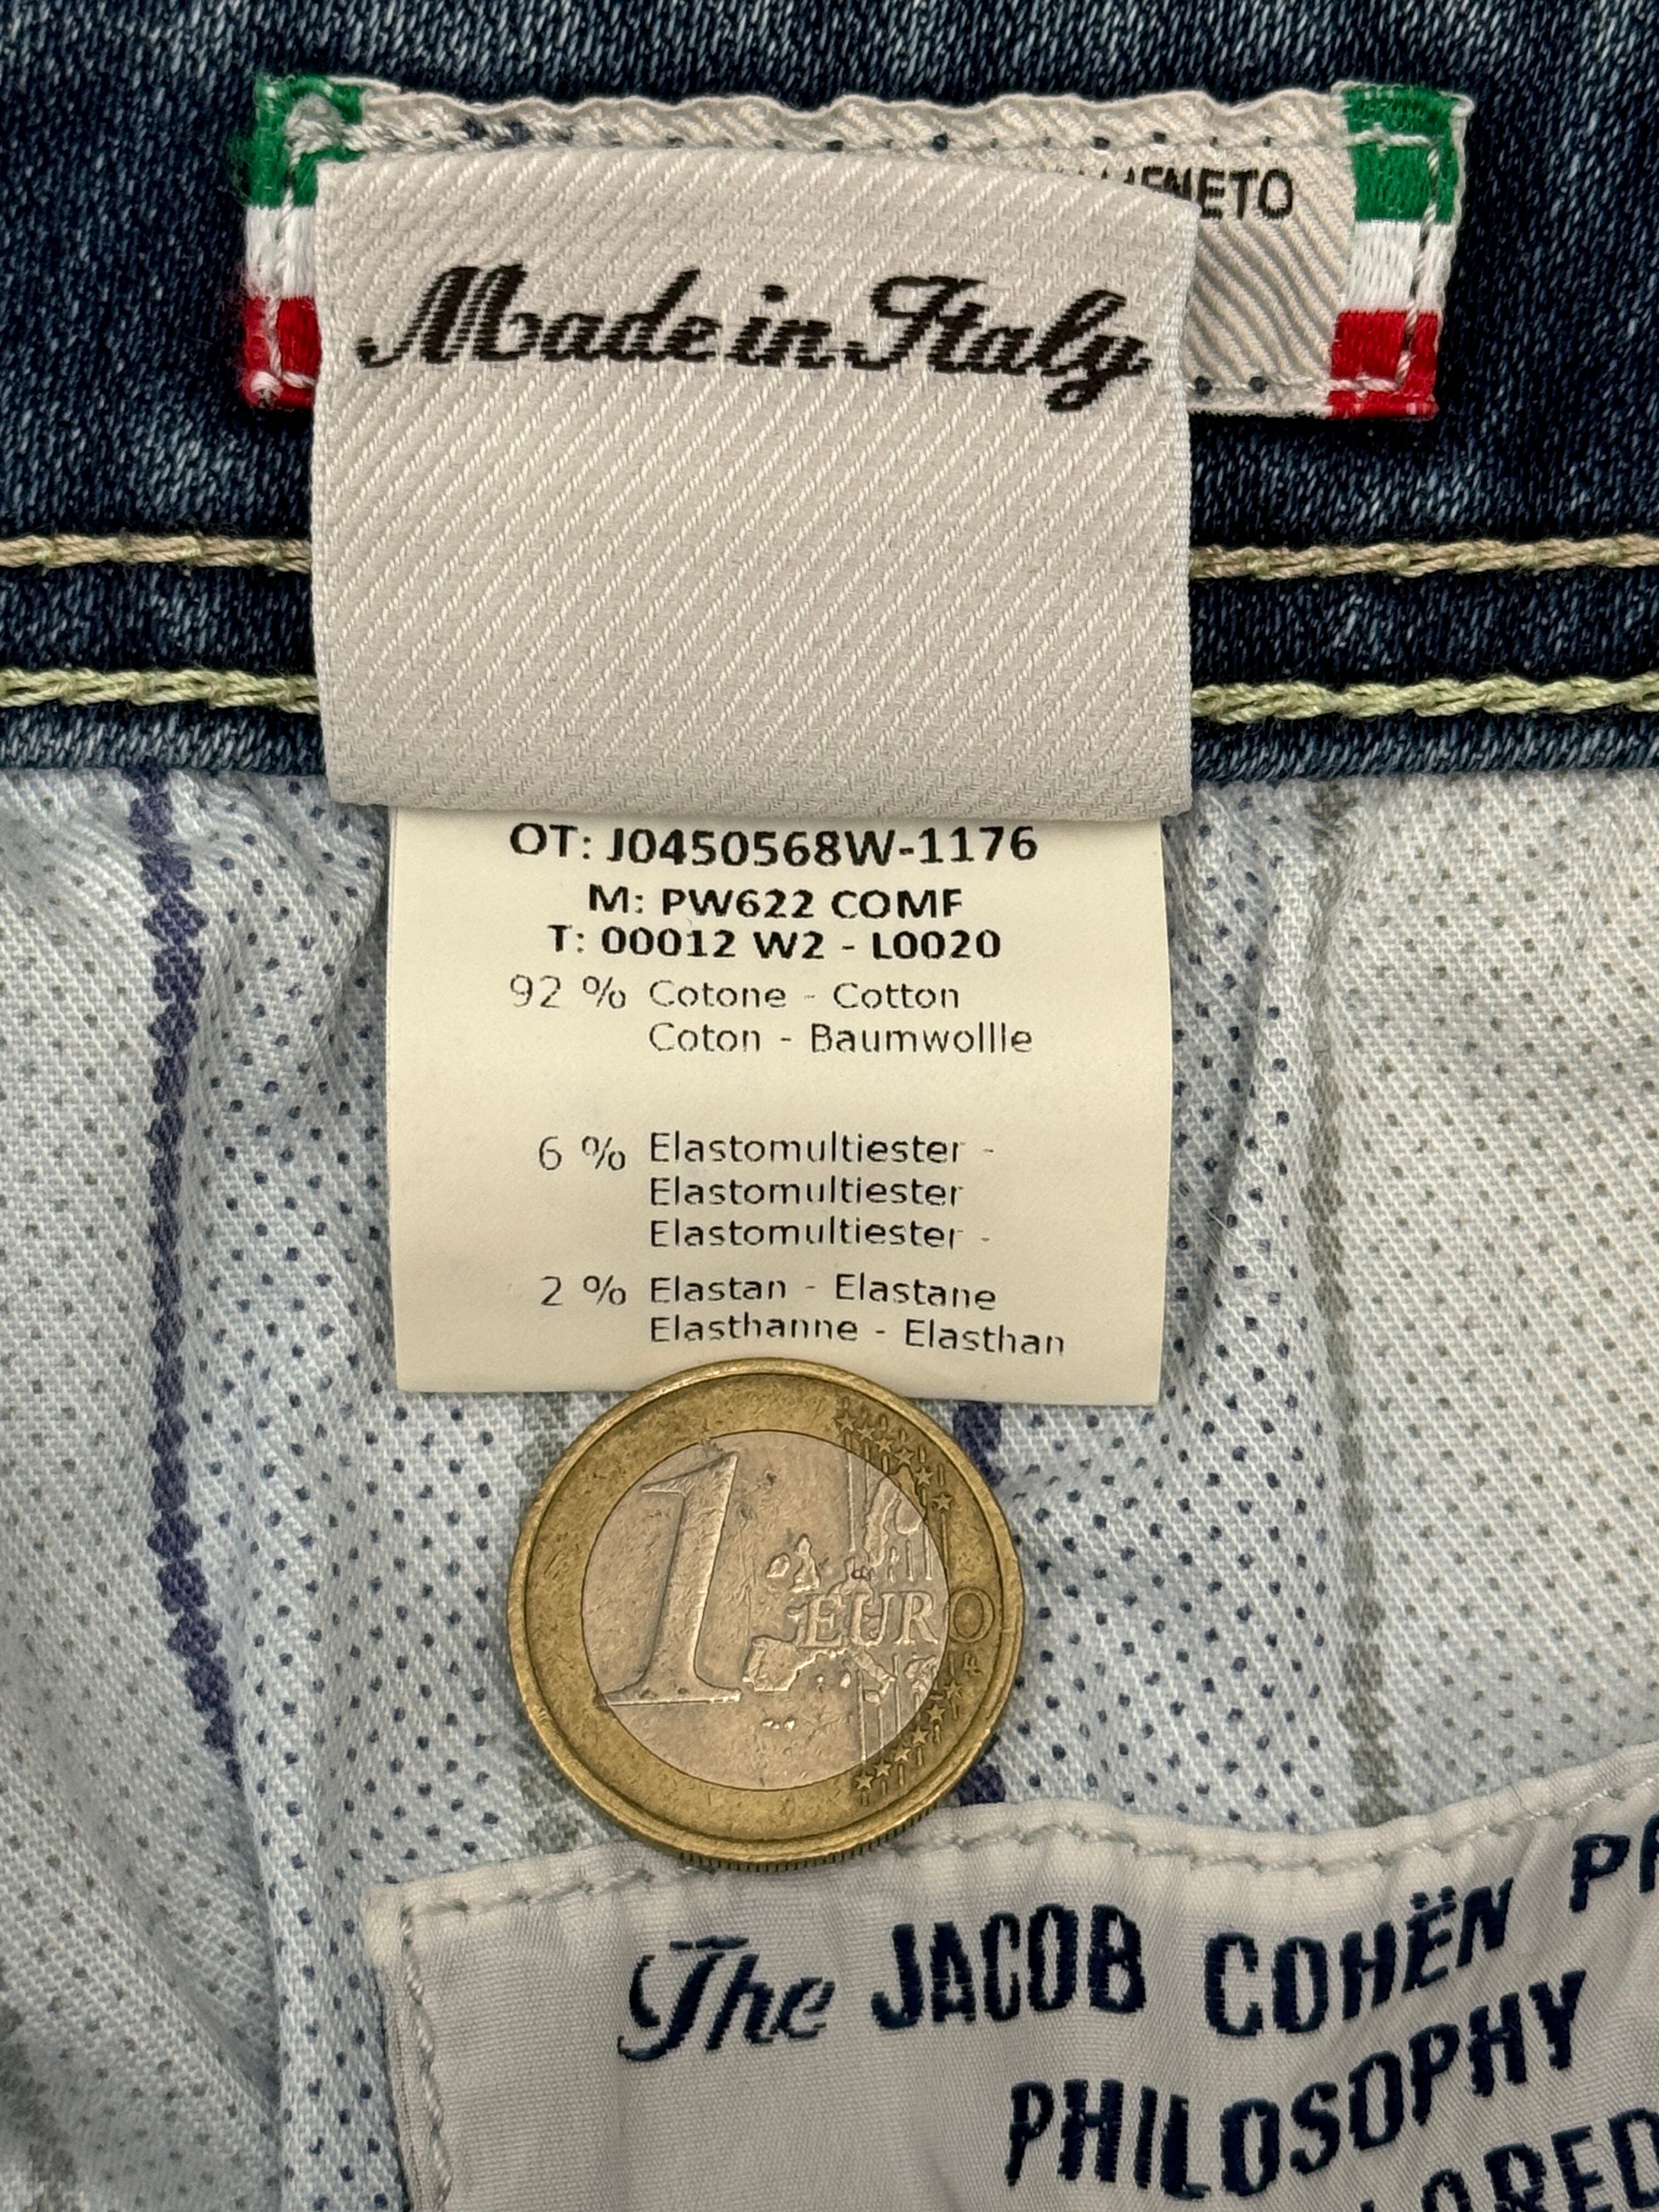 Made in Italy
OT: J0450568W-1176
M: PW622 COMF
T: 00012 W2 - L0020
92 % Cotone - Cotton
Coton - Baumwollle
6 % Elastomultiester -
Elastomultiester
Elastomultiester -
2 % Elastan - Elastane
Elasthanne - Elasthan
1 EURO
The JACOB COHËN
PHILOSOPHY